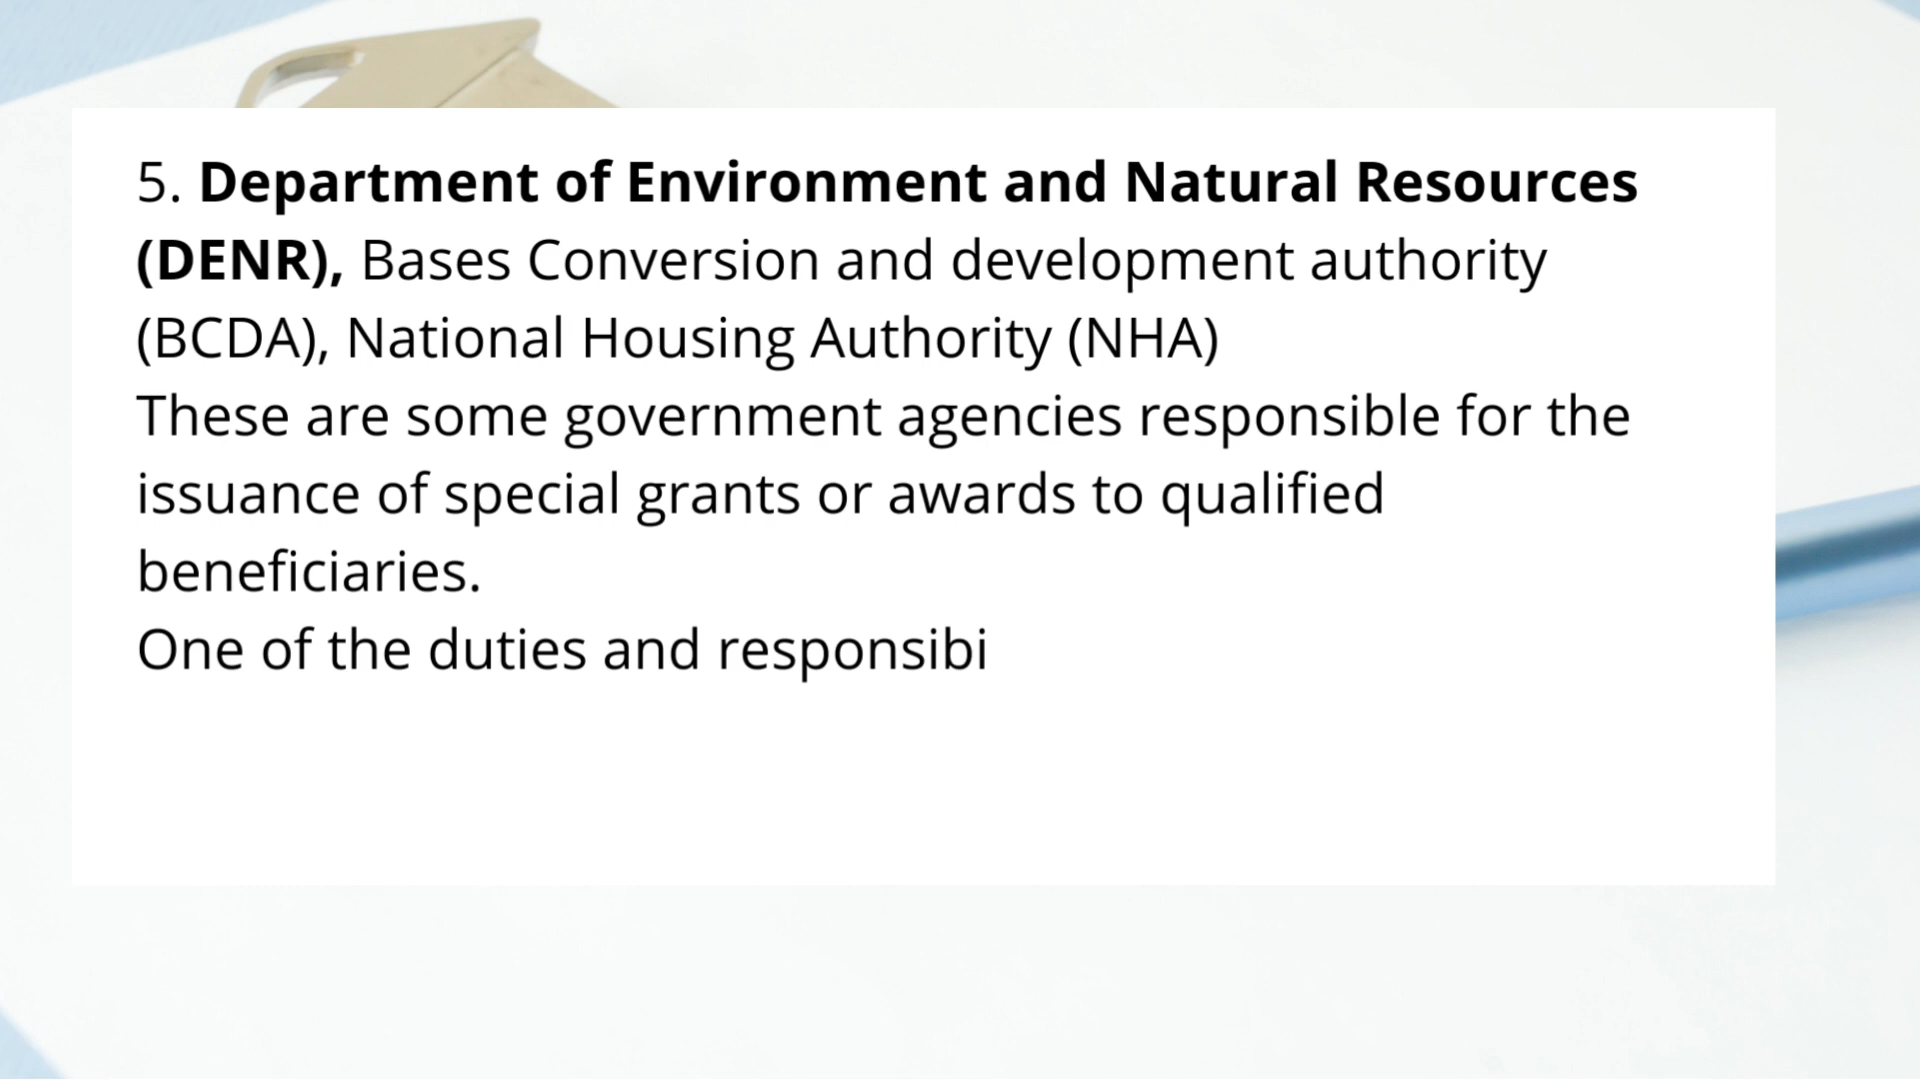 5. Department of Environment and Natural Resources
(DENR), Bases Conversion and development authority
(BCDA), National Housing Authority (NHA)
These are some government agencies responsible for the
issuance of special grants or awards to qualified
beneficiaries.
One of the duties and responsibi